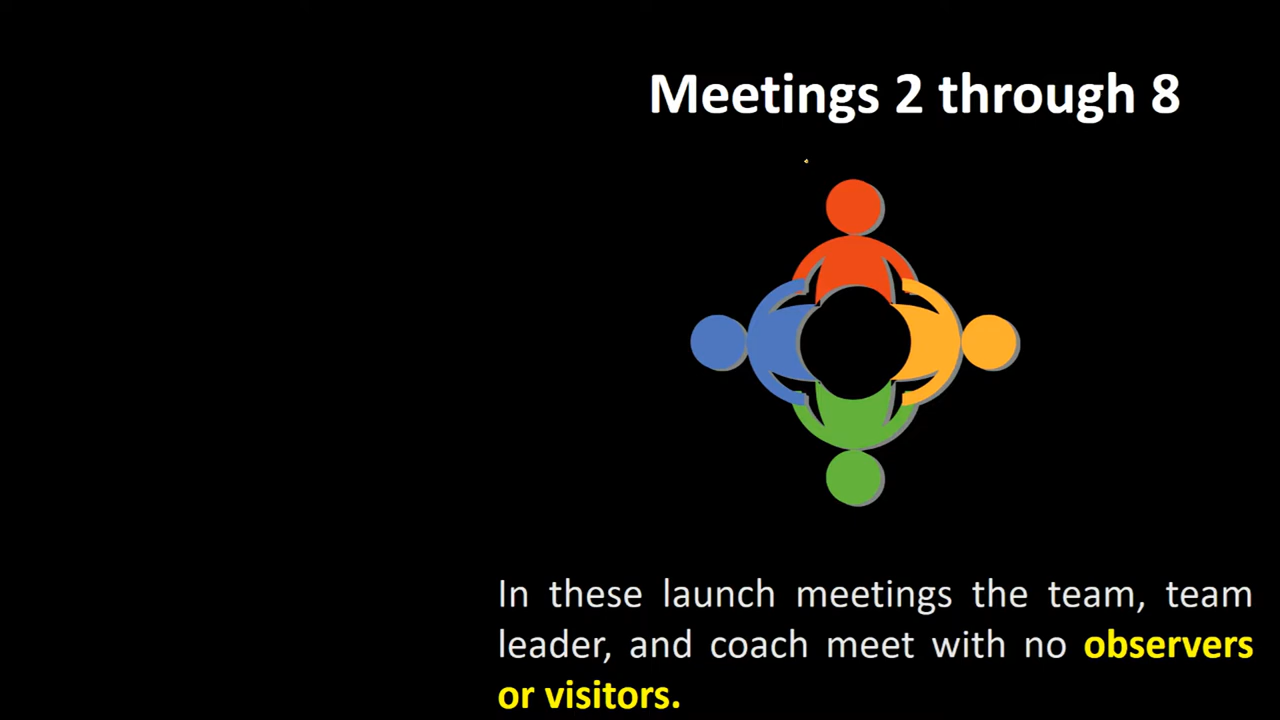 Meetings 2 through 8
In these launch meetings the team, team
leader, and coach meet with no observers
or visitors.